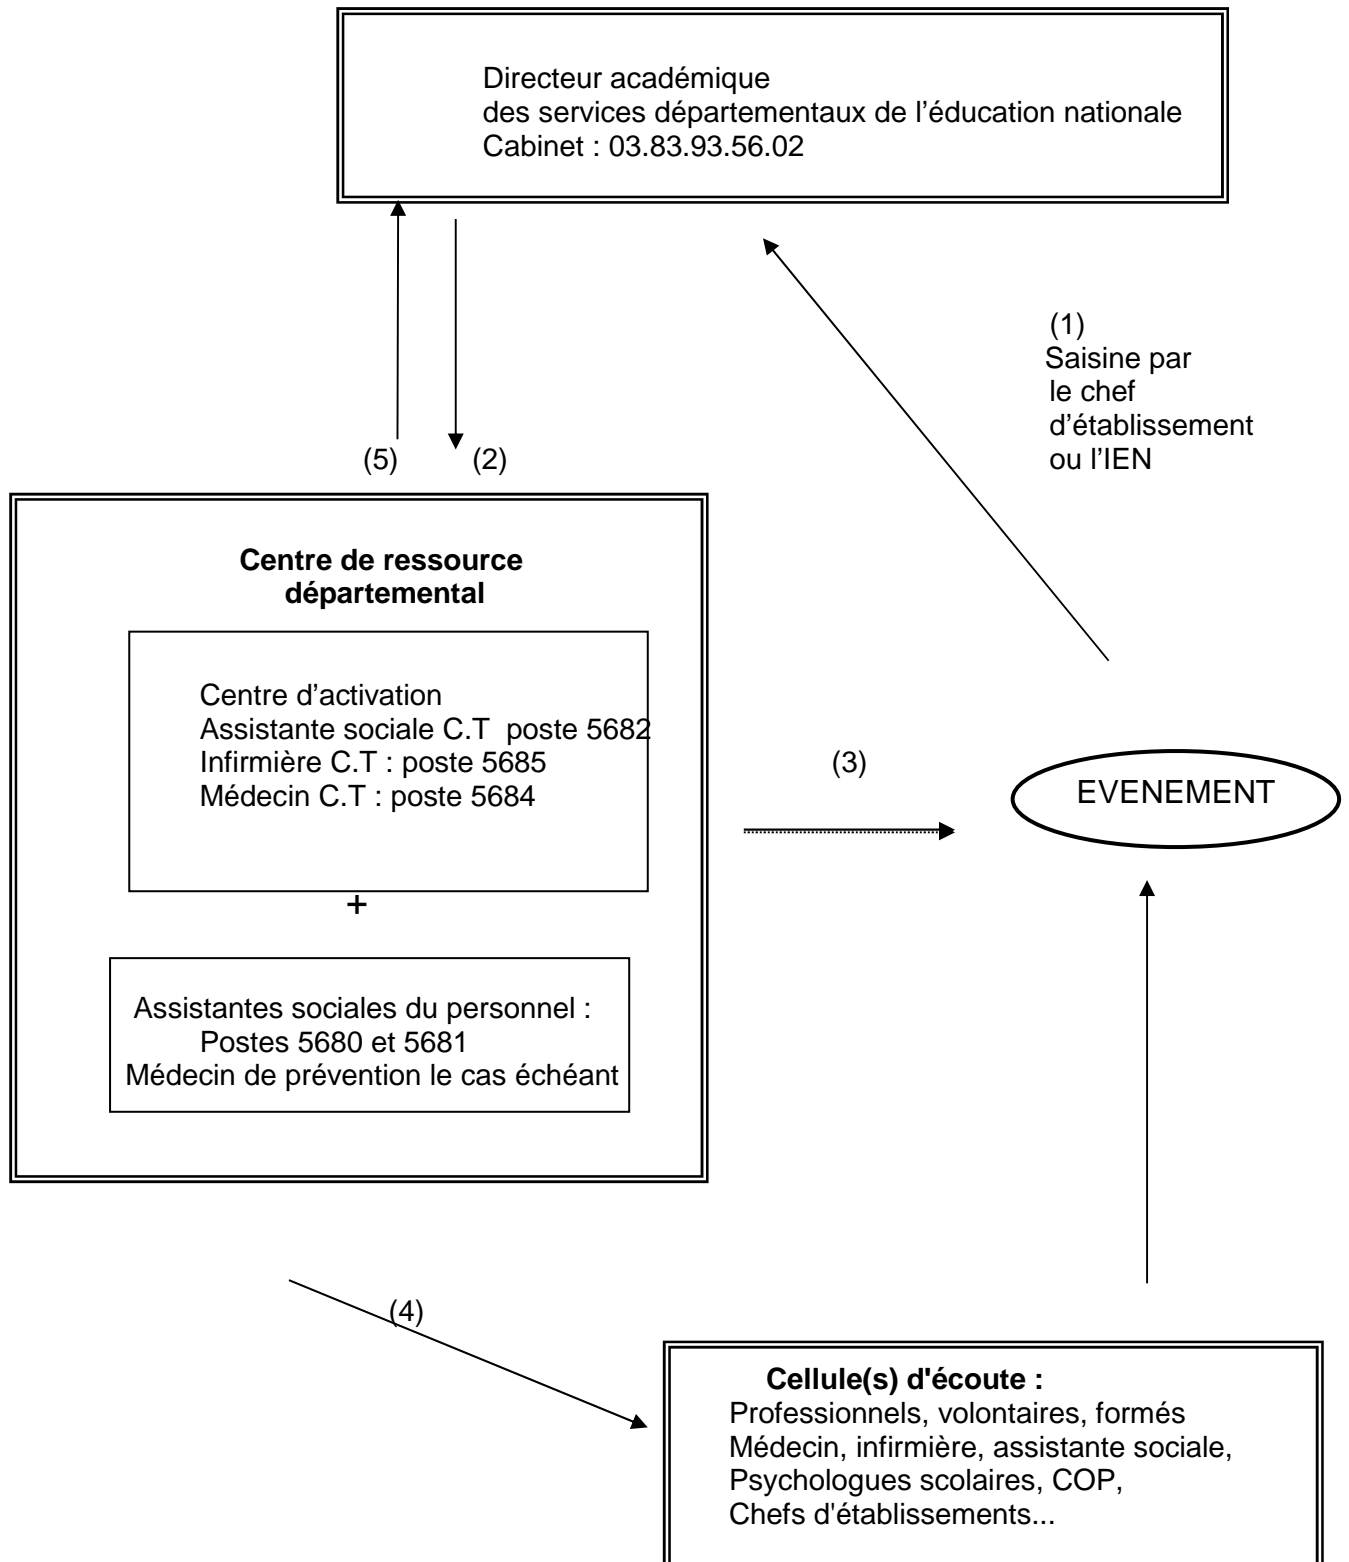 Directeur académique
des services départementaux de l’éducation nationale
Cabinet : 03.83.93.56.02
(1)
Saisine par
le chef
d’établissement
ou l’IEN
(5)
(2)
Centre de ressource
départemental
Centre d’activation
Assistante sociale C.T  poste 5682
Infirmière C.T : poste 5685
Médecin C.T : poste 5684
+
Assistantes sociales du personnel :
Postes 5680 et 5681
Médecin de prévention le cas échéant
(3)
EVENEMENT
(4)
Cellule(s) d'écoute :
Professionnels, volontaires, formés
Médecin, infirmière, assistante sociale,
Psychologues scolaires, COP,
Chefs d'établissements...